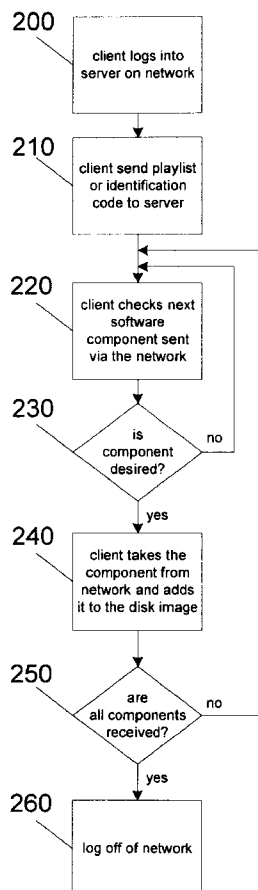 200
client logs into
server on network
210
client send playlist
or identification
code to server
220
client checks next
software
component sent
via the network
230
is
component
desired?
no
yes
240
client takes the
component from
network and adds
it to the disk image
250
are
all components
received?
no
yes
260
log off of network